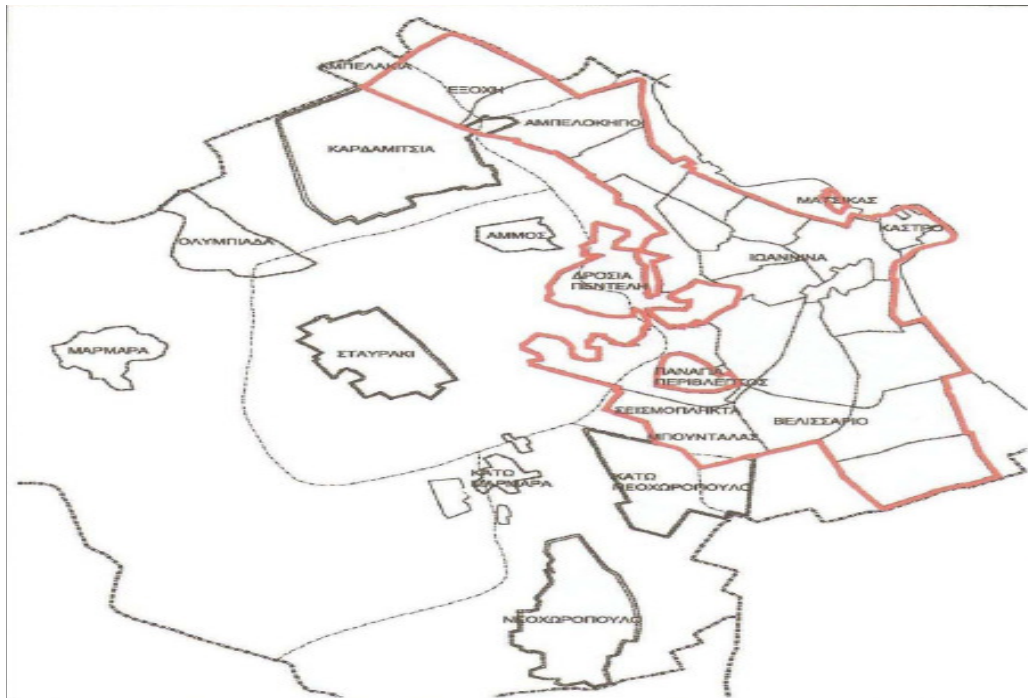 ΑΜΠΕΛΑΚΙΑ
ΕΞΟΧΗ
ΑΜΠΕΛΟΚΗΠΟΙ
ΚΑΡΔΑΜΙΤΣΙΑ
ΜΑΤΣΙΚΑΣ
ΚΑΣΤΡΟ
ΟΛΥΜΠΙΑΔΑ
ΑΜΜΟΣ
ΙΩΑΝΝΙΝΑ
ΔΡΟΣΙΑ
ΠΕΝΤΕΛΗ
ΜΑΡΜΑΡΑ
ΣΤΑΥΡΑΚΙ
ΠΑΝΑΓΙΑ
ΠΕΡΙΒΛΕΠΤΟΣ
ΣΕΙΣΜΟΠΛΗΚΤΑ
ΒΕΛΙΣΣΑΡΙΟ
ΜΠΟΥΝΤΑΛΑΣ
ΚΑΤΩ
ΜΑΡΜΑΡΑ
ΚΑΤΩ
ΝΕΟΧΩΡΟΠΟΥΛΟ
ΝΕΟΧΩΡΟΠΟΥΛΟ